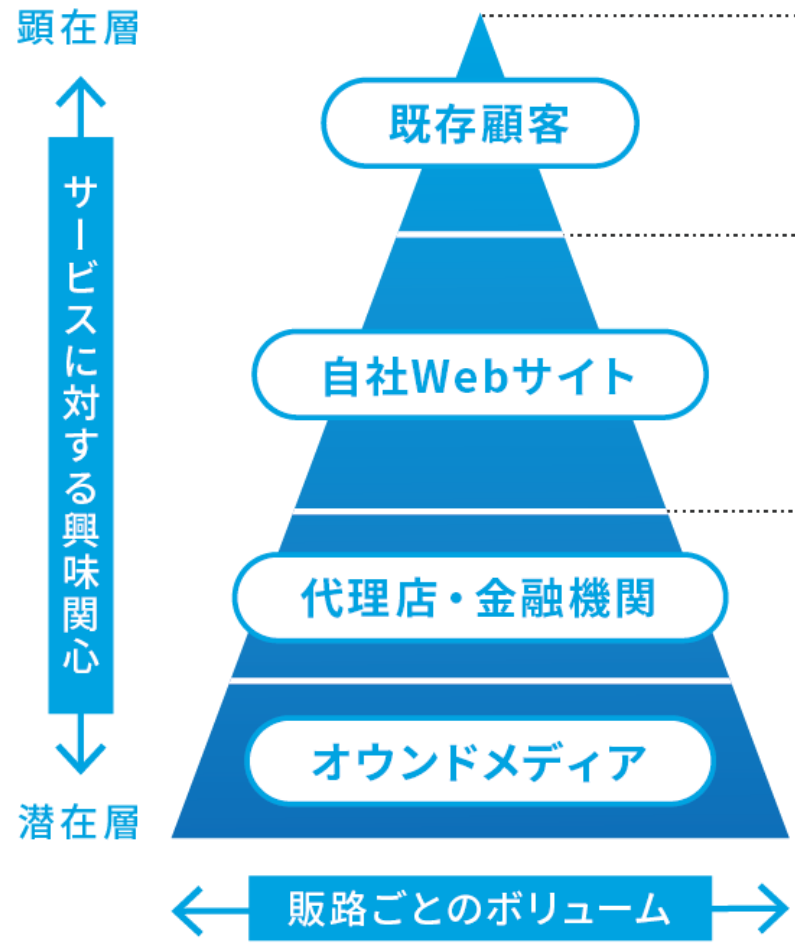 顕在層
サービスに対する興味関心
潜在層
既存顧客
自社Webサイト
代理店・金融機関
オウンドメディア
販路ごとのボリューム